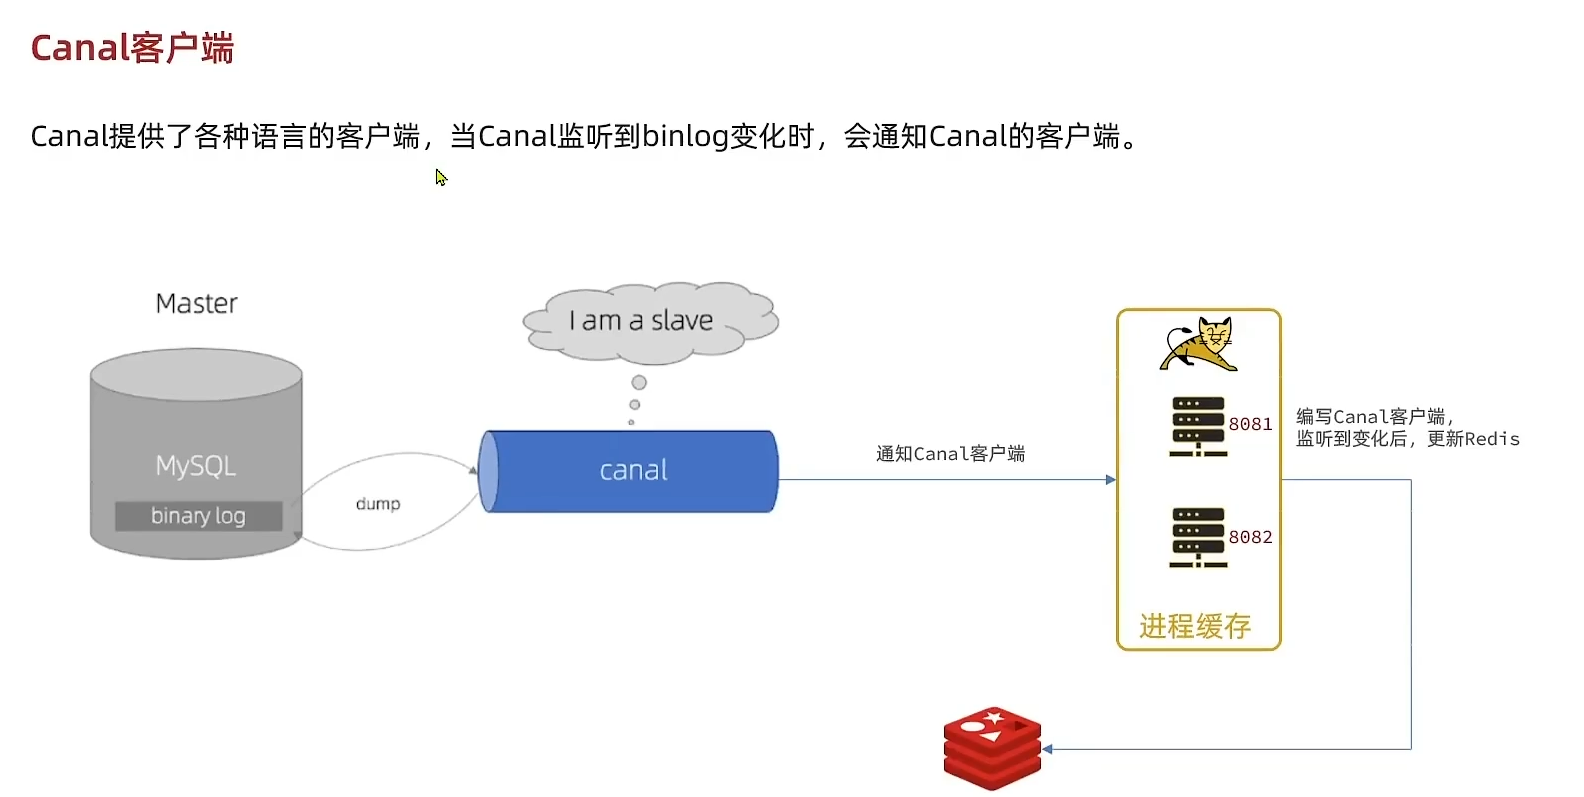 Canal客户端
Canal提供了各种语言的客户端，当Canal监听到binlog变化时，会通知Canal的客户端。
Master
I am a slave
MySQL
binary log
dump
canal
通知Canal客户端
8081
8082
进程缓存
编写Canal客户端，
监听到变化后，更新Redis